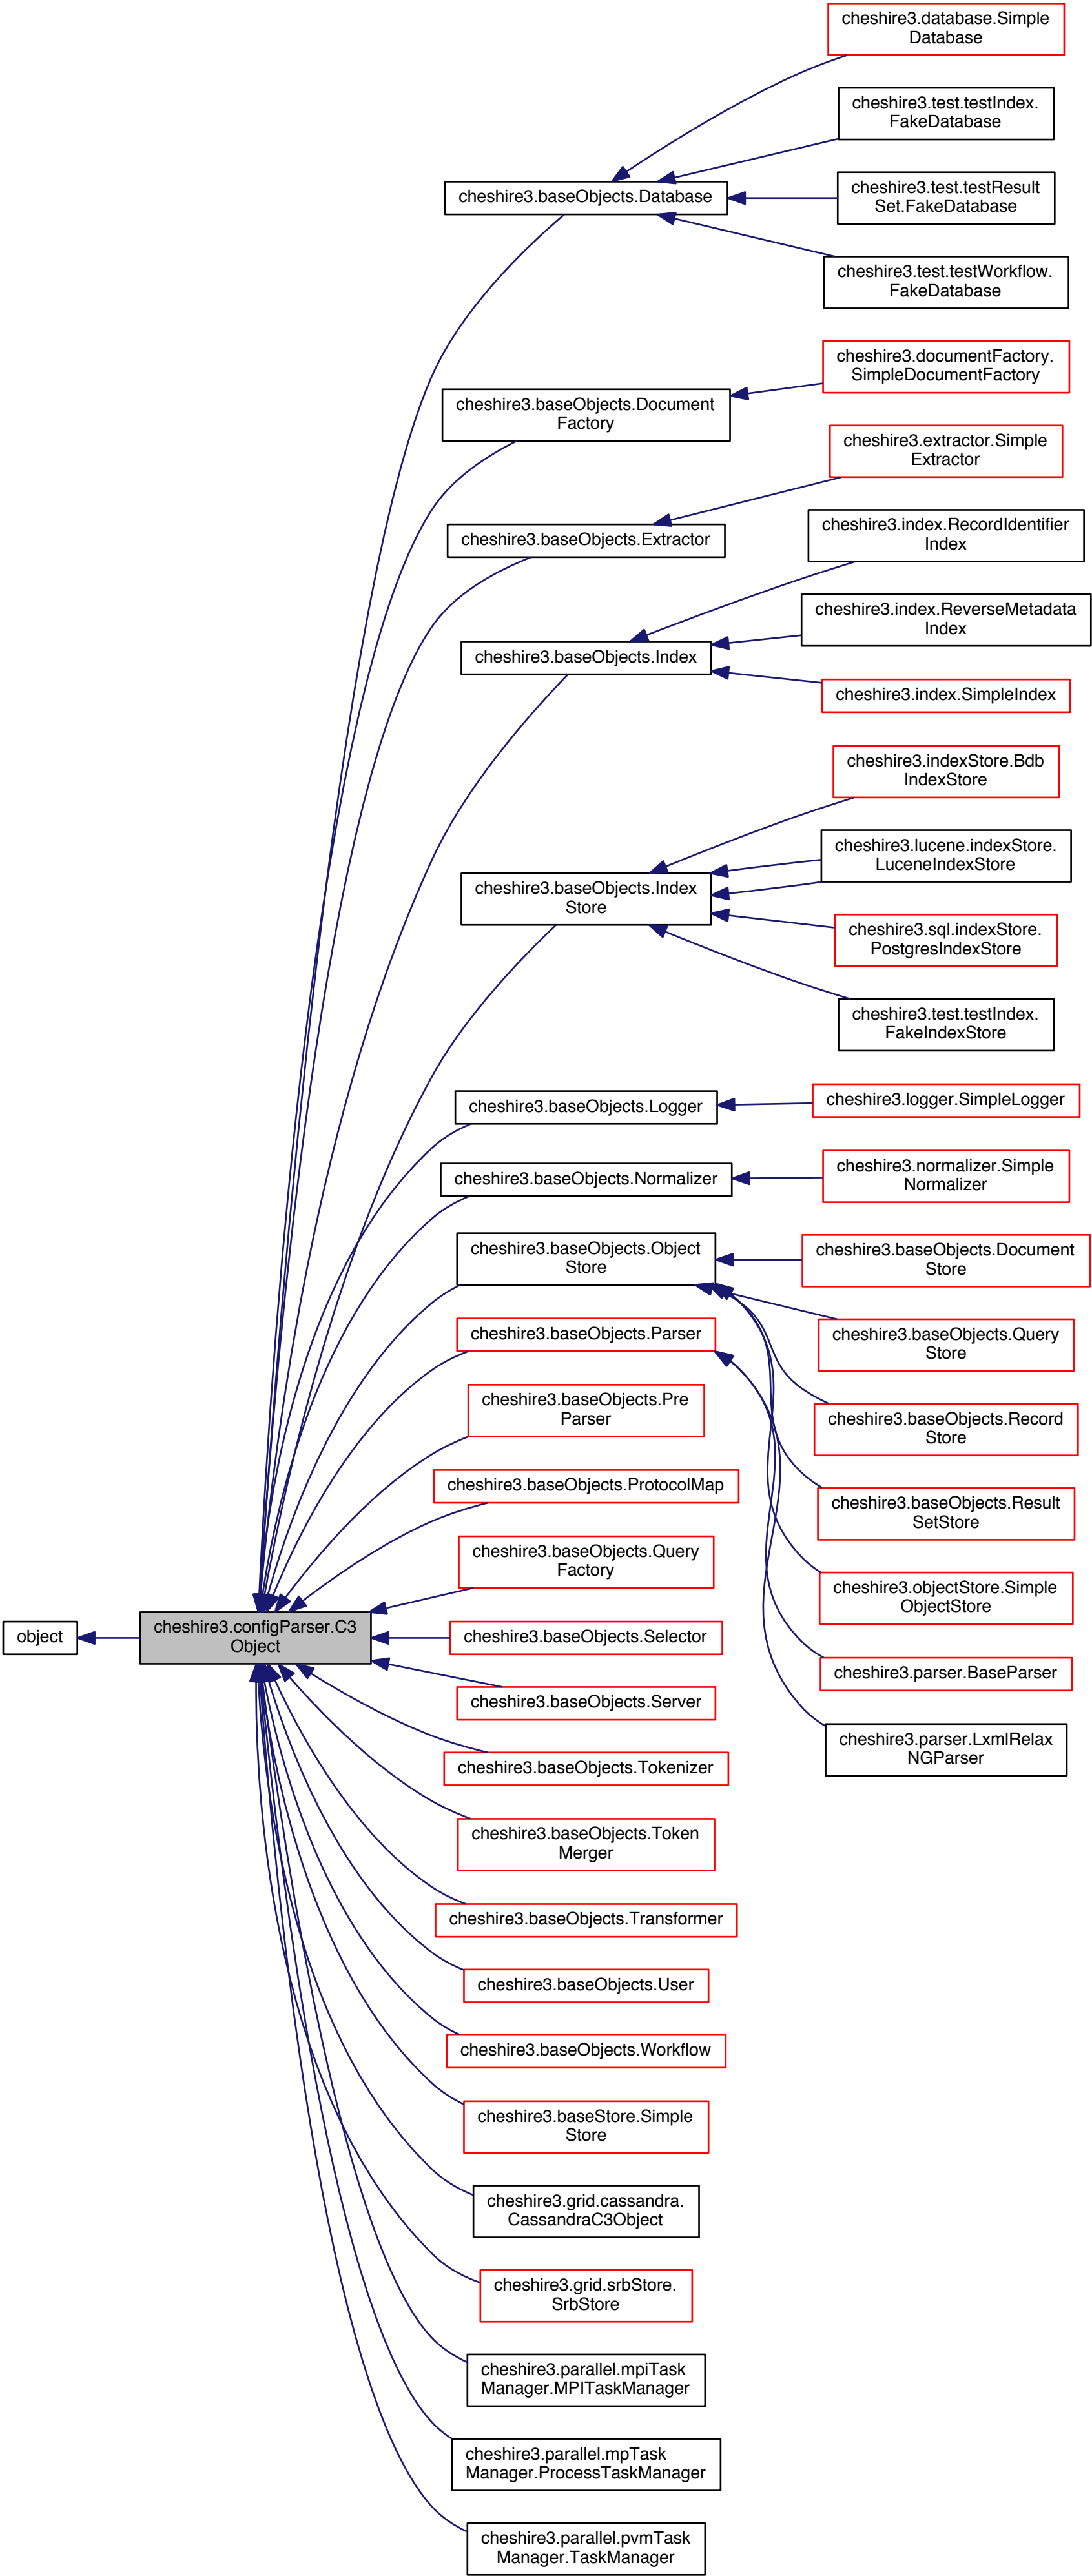 cheshire3.database.Simple
Database
cheshire3.test.testIndex.
FakeDatabase
cheshire3.test.testResult
Set.FakeDatabase
cheshire3.test.testWorkflow.
FakeDatabase
cheshire3.baseObjects.Database
cheshire3.documentFactory.
SimpleDocumentFactory
cheshire3.baseObjects.Document
Factory
cheshire3.extractor.Simple
Extractor
cheshire3.baseObjects.Extractor
cheshire3.index.RecordIdentifier
Index
cheshire3.index.ReverseMetadata
Index
cheshire3.index.SimpleIndex
cheshire3.baseObjects.Index
cheshire3.indexStore.Bdb
IndexStore
cheshire3.lucene.indexStore.
LuceneIndexStore
cheshire3.sql.indexStore.
PostgresIndexStore
cheshire3.test.testIndex.
FakeIndexStore
cheshire3.baseObjects.Index
Store
cheshire3.baseObjects.Logger
cheshire3.logger.SimpleLogger
cheshire3.baseObjects.Normalizer
cheshire3.normalizer.Simple
Normalizer
cheshire3.baseObjects.Object
Store
cheshire3.baseObjects.Document
Store
cheshire3.baseObjects.Query
Store
cheshire3.baseObjects.Record
Store
cheshire3.baseObjects.Result
SetStore
cheshire3.objectStore.Simple
ObjectStore
cheshire3.baseObjects.Parser
cheshire3.parser.BaseParser
cheshire3.parser.LxmlRelax
NGParser
cheshire3.baseObjects.Pre
Parser
cheshire3.baseObjects.ProtocolMap
cheshire3.baseObjects.Query
Factory
object
cheshire3.configParser.C3
Object
cheshire3.baseObjects.Selector
cheshire3.baseObjects.Server
cheshire3.baseObjects.Tokenizer
cheshire3.baseObjects.Token
Merger
cheshire3.baseObjects.Transformer
cheshire3.baseObjects.User
cheshire3.baseObjects.Workflow
cheshire3.baseStore.Simple
Store
cheshire3.grid.cassandra.
CassandraC3Object
cheshire3.grid.srbStore.
SrbStore
cheshire3.parallel.mpiTask
Manager.MPITaskManager
cheshire3.parallel.mpTask
Manager.ProcessTaskManager
cheshire3.parallel.pvmTask
Manager.TaskManager